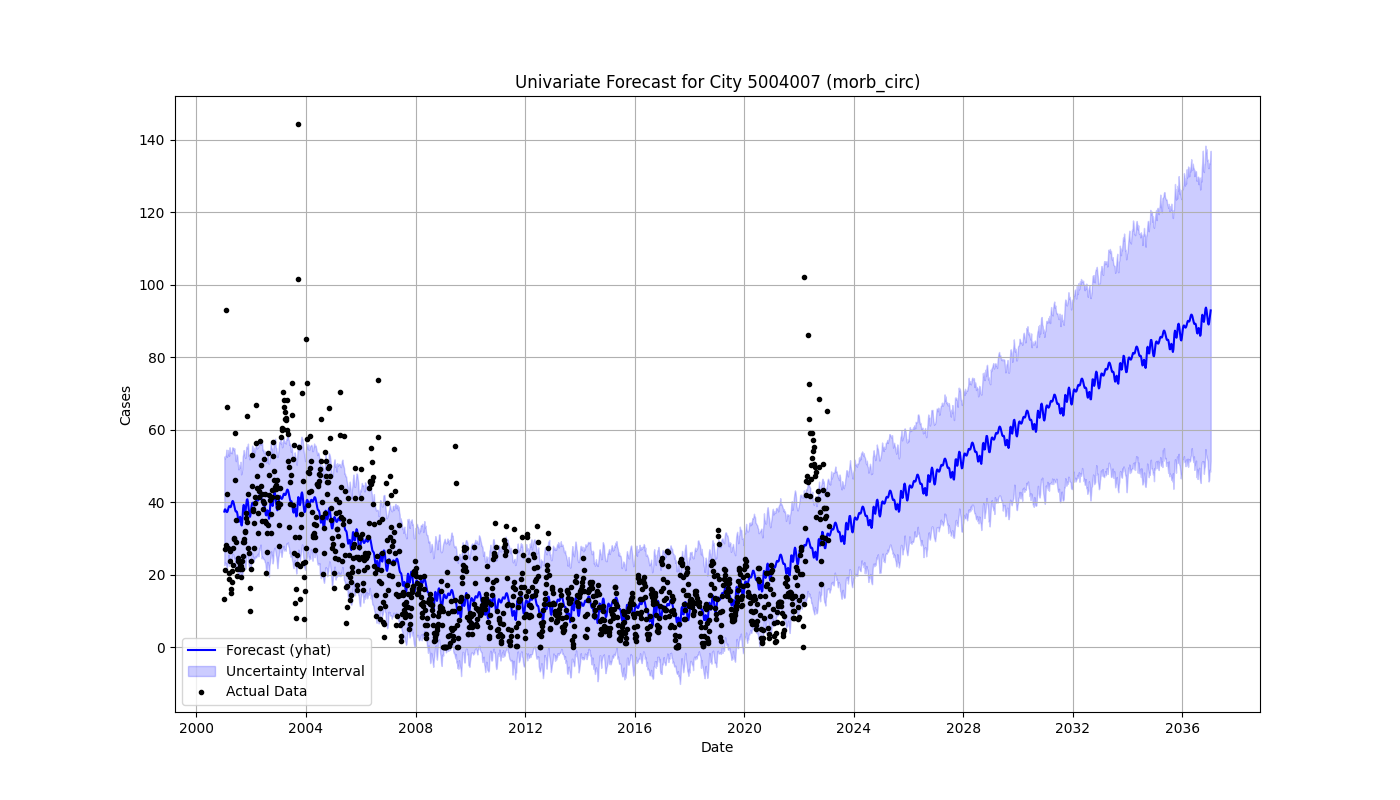 Univariate Forecast for City 5004007 (morb_circ)
140
120
100
80
60
40
20
0
Cases
Forecast (yhat)
Uncertainty Interval
Actual Data
2000 2004 2008 2012 2016 2020 2024 2028 2032 2036
Date